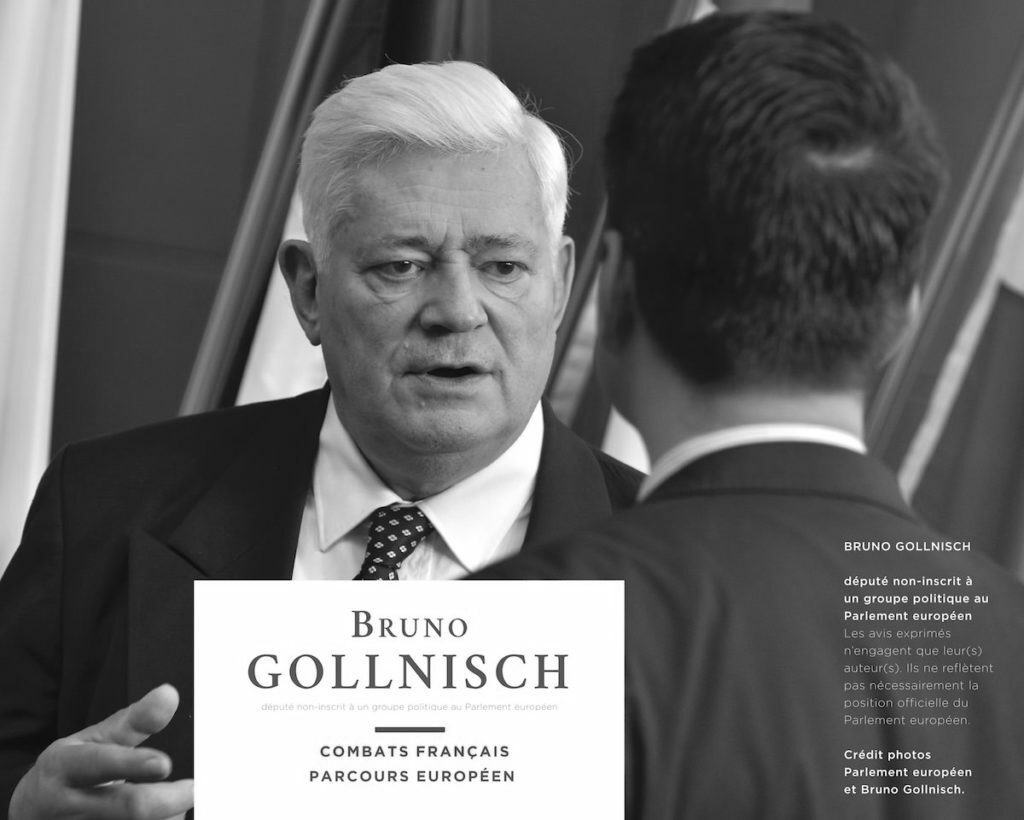 BRUNO
GOLLNISCH
député non-inscrit à un groupe politique au Parlement européen
COMBATS FRANÇAIS
PARCOURS EUROPÉEN
BRUNO GOLLNISCH
député non-inscrit à
un groupe politique au
Parlement européen
Les avis exprimés
n'engagent que leur(s)
auteur(s). Ils ne reflètent
pas nécessairement la
position officielle du
Parlement européen.
Crédit photos
Parlement européen
et Bruno Gollnisch.